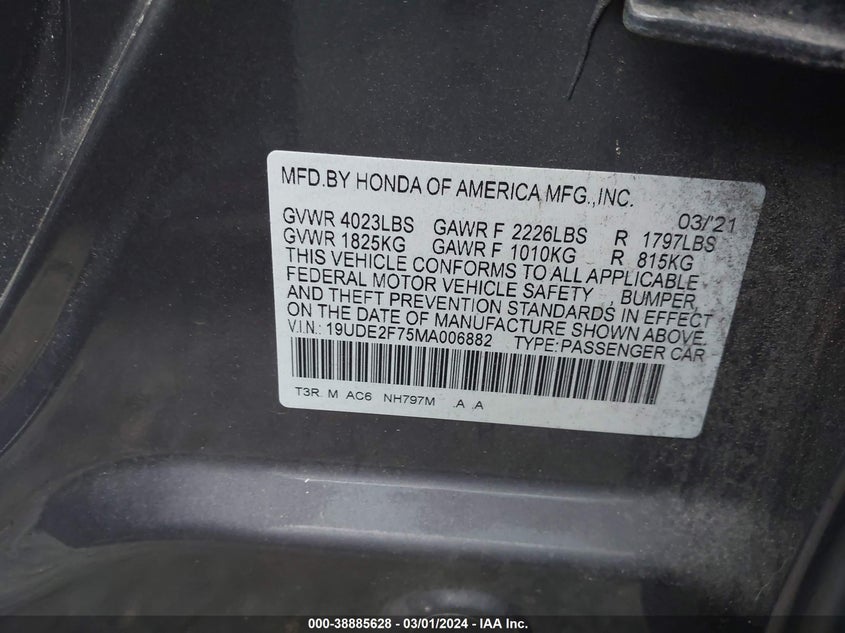 MFD.BY HONDA OF AMERICA MFG.,INC.
03/'21
GVWR 4023LBS GAWR F 2226LBS R 1797LBS
GVWR 1825KG GAWR F 1010KG R 815KG
THIS VEHICLE CONFORMS TO ALL APPLICABLE
FEDERAL MOTOR VEHICLE SAFETY , BUMPER,
AND THEFT PREVENTION STANDARDS IN EFFECT
ON THE DATE OF MANUFACTURE SHOWN ABOVE.
V.I.N.: 19UDE2F75MA006882 TYPE:PASSENGER CAR
T3R. M AC6 NH797M .A .A
000-38885628 - 03/01/2024 - IAA Inc.